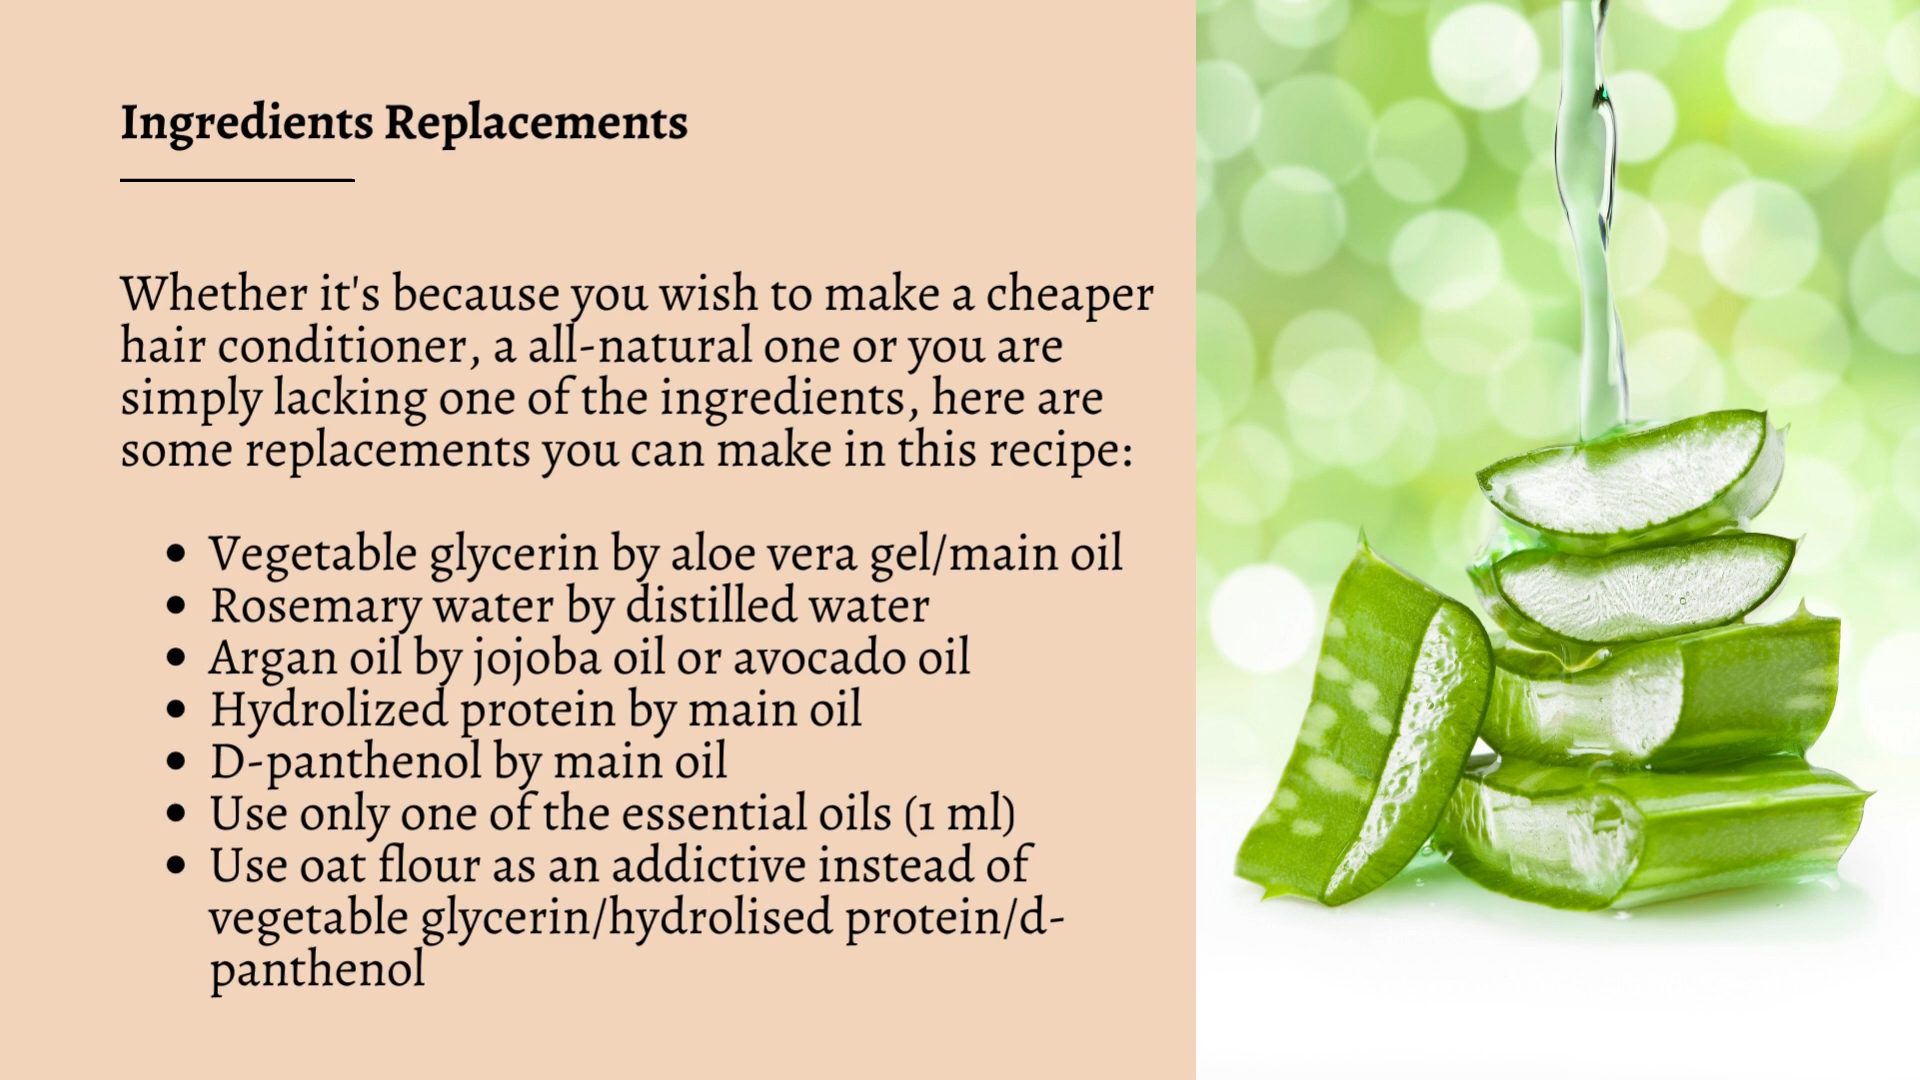 Ingredients Replacements
Whether it's because you wish to make a cheaper
hair conditioner, a all-natural one or you are
simply lacking one of the ingredients, here are
some replacements you can make in this recipe:
• Vegetable glycerin by aloe vera gel/main oil
• Rosemary water by distilled water
• Argan oil by jojoba oil or avocado oil
• Hydrolized protein by main oil
• D-panthenol by main oil
• Use only one of the essential oils (1 ml)
• Use oat flour as an addictive instead of
vegetable glycerin/hydrolised protein/d-
panthenol